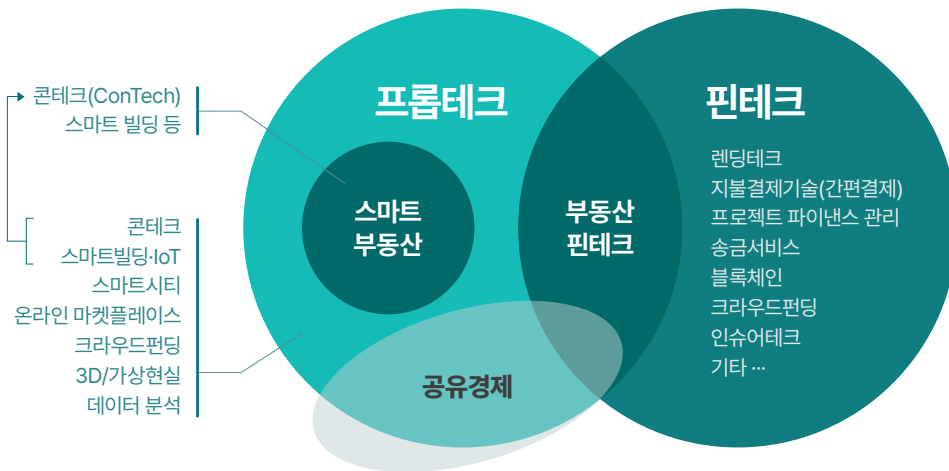 콘테크(ConTech)
스마트 빌딩 등
콘테크
스마트빌딩·IoT
스마트시티
온라인 마켓플레이스
크라우드펀딩
3D/가상현실
데이터 분석
프롭테크
스마트
부동산
부동산
핀테크
공유경제
핀테크
렌딩테크
지불결제기술(간편결제)
프로젝트 파이낸스 관리
송금서비스
블록체인
크라우드펀딩
인슈어테크
기타 ···